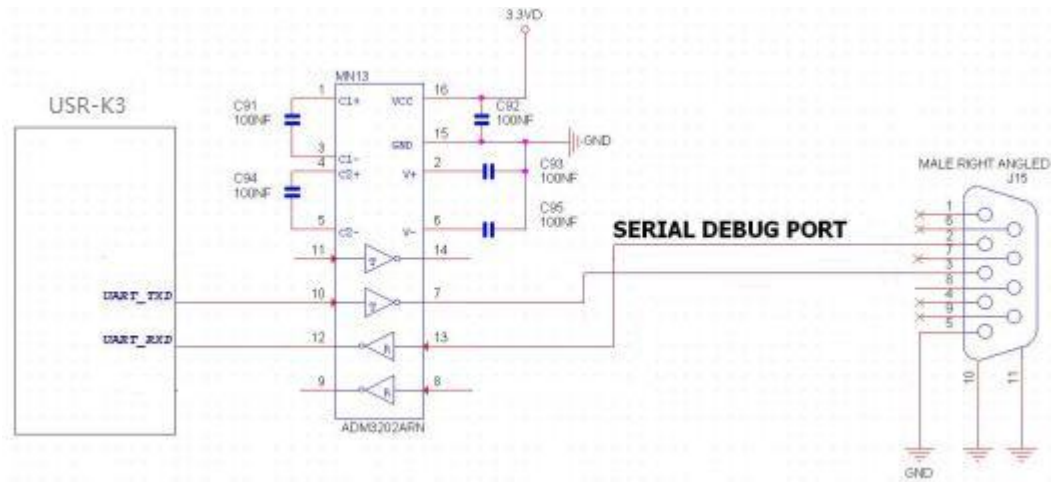 3.3VD
MN13
USR-K3
1 C1+ VCC 16
C91
100NF
C92
100NF
3 C1- GND 15
GND
4 C2+ V+ 2
C94
100NF
C93
100NF
5 C2- V- 6
C95
100NF
11 14
UART_TXD 10 7
UART_RXD 12 R 13
9 R 8
ADM3202ARN
SERIAL DEBUG PORT
MALE RIGHT ANGLED
J15
1
6
2
7
3
8
4
9
5
10
11
GND